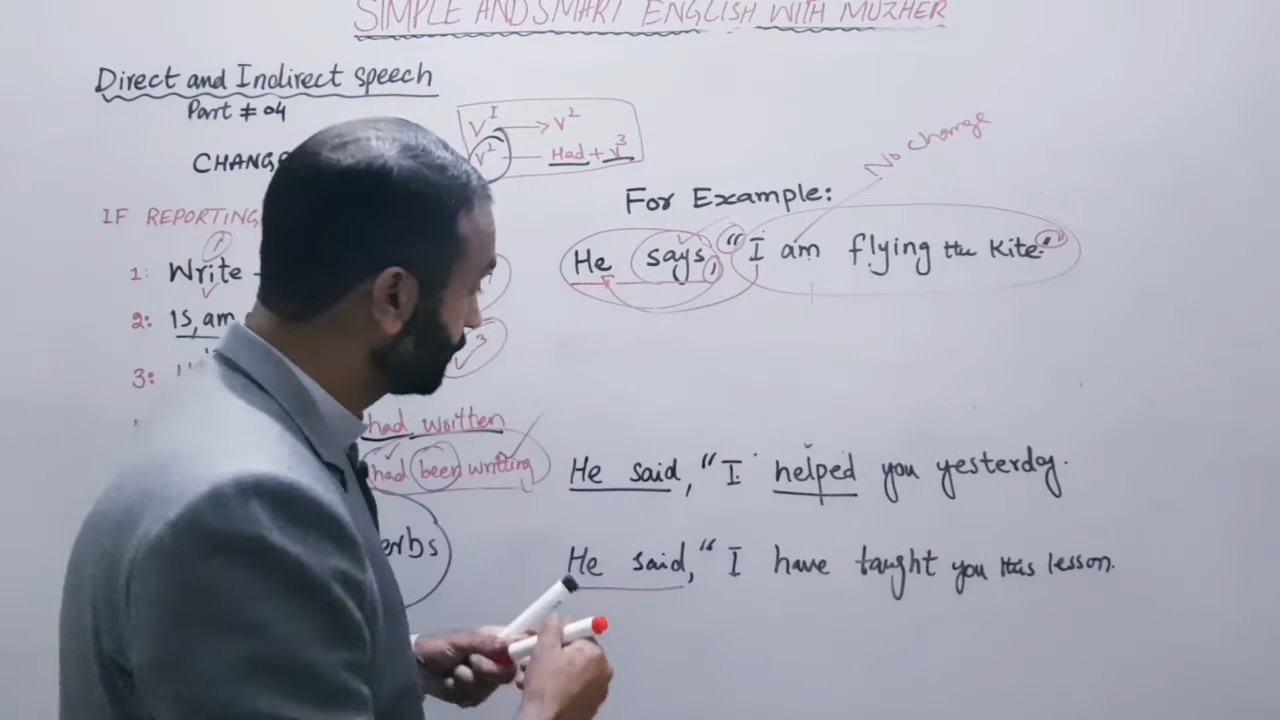 SIMPLE AND SMART ENGLISH WITH MUZHER
Direct and Indirect speech
Part # 04
V1 → V2
V2 — Had + V3
CHANG
No change
For Example:
IF REPORTING
He says, "I am flying the Kite."
1: Write
2: IS, am
3:
had written
had been writting
He said, "I helped you yesterday.
erbs
He said, "I have taught you this lesson.